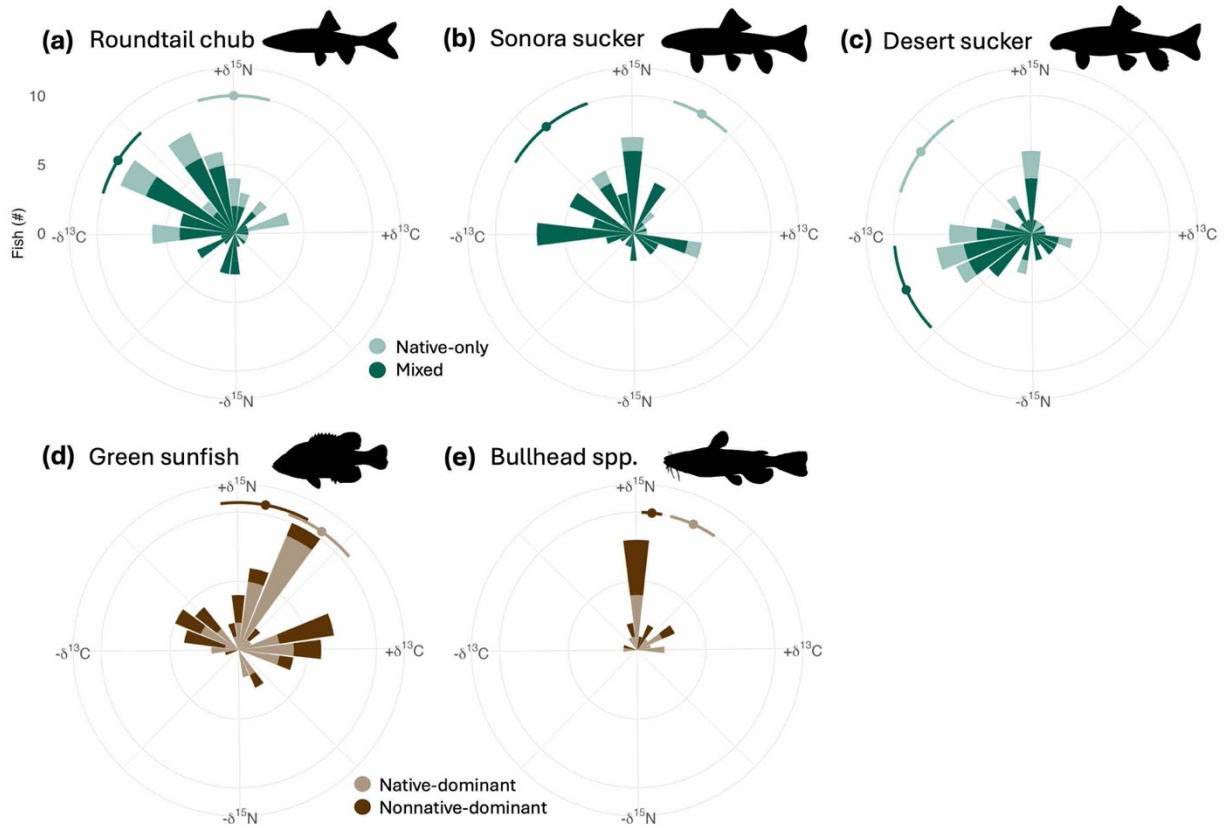 (a) Roundtail chub
(b) Sonora sucker
(c) Desert sucker
+δ¹⁵N
+δ¹⁵N
+δ¹⁵N
10
5
0
Fish (#)
-δ¹³C
+δ¹³C
-δ¹³C
+δ¹³C
-δ¹³C
+δ¹³C
Native-only
Mixed
-δ¹⁵N
-δ¹⁵N
-δ¹⁵N
(d) Green sunfish
(e) Bullhead spp.
+δ¹⁵N
+δ¹⁵N
-δ¹³C
+δ¹³C
-δ¹³C
+δ¹³C
Native-dominant
Nonnative-dominant
-δ¹⁵N
-δ¹⁵N